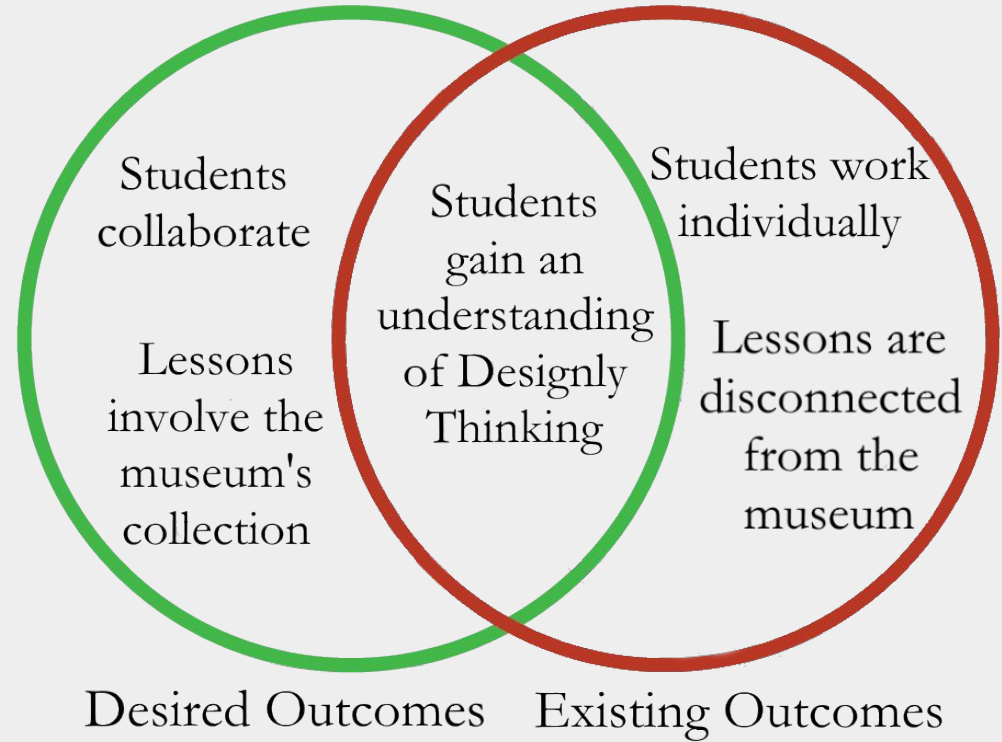 Students
collaborate
Lessons
involve the
museum's
collection
Students
gain an
understanding
of Designly
Thinking
Students work
individually
Lessons are
disconnected
from the
museum
Desired Outcomes
Existing Outcomes